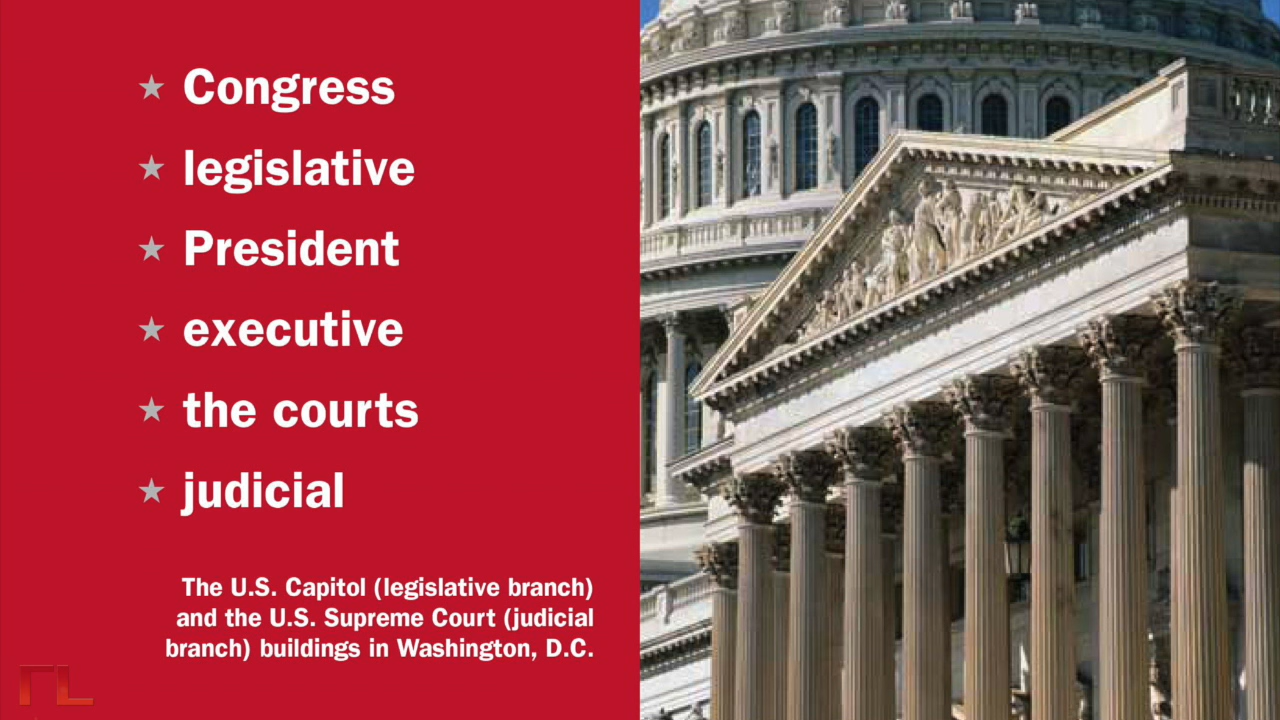 Congress
legislative
President
executive
the courts
judicial
The U.S. Capitol (legislative branch)
and the U.S. Supreme Court (judicial
branch) buildings in Washington, D.C.